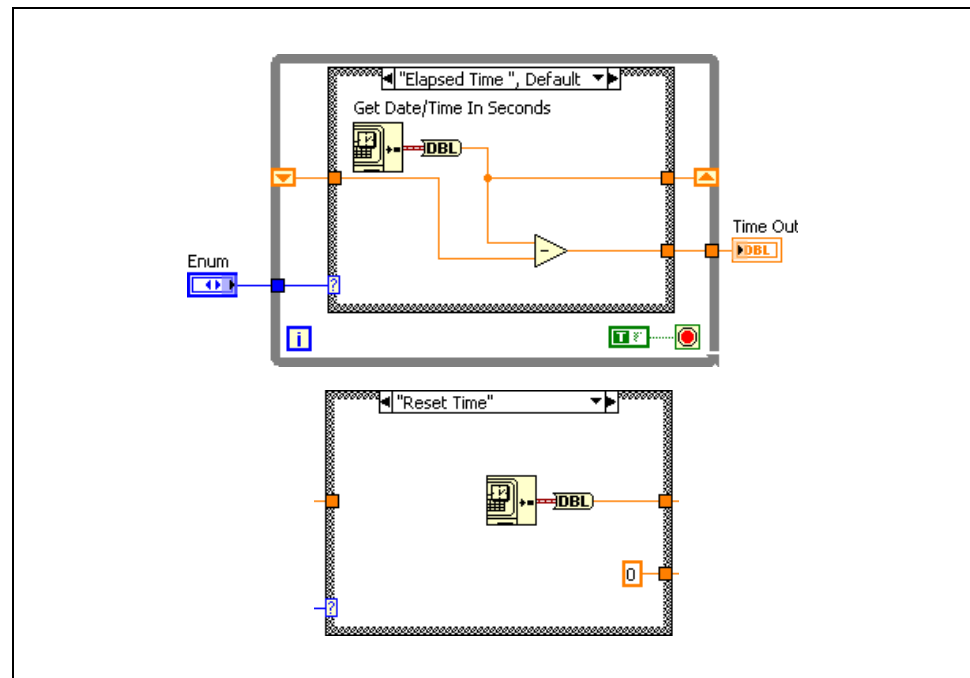 "Elapsed Time ", Default
Get Date/Time In Seconds
DBL
Time Out
DBL
Enum
?
i
T
"Reset Time"
DBL
0
?